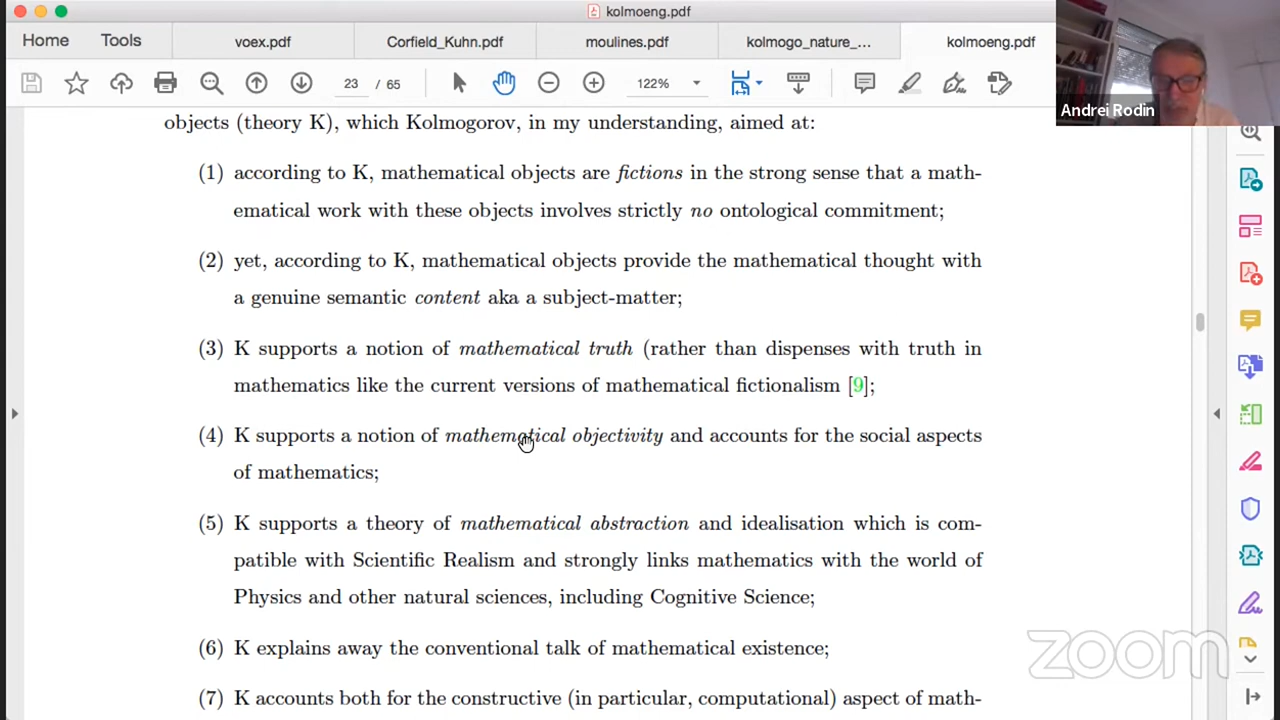 kolmoeng.pdf
Home
Tools
voex.pdf
Corfield_Kuhn.pdf
moulines.pdf
kolmogo_nature_...
kolmoeng.pdf
23 / 65
122%
Andrei Rodin
objects (theory K), which Kolmogorov, in my understanding, aimed at:
(1) according to K, mathematical objects are fictions in the strong sense that a math-
ematical work with these objects involves strictly no ontological commitment;
(2) yet, according to K, mathematical objects provide the mathematical thought with
a genuine semantic content aka a subject-matter;
(3) K supports a notion of mathematical truth (rather than dispenses with truth in
mathematics like the current versions of mathematical fictionalism [9];
(4) K supports a notion of mathematical objectivity and accounts for the social aspects
of mathematics;
(5) K supports a theory of mathematical abstraction and idealisation which is com-
patible with Scientific Realism and strongly links mathematics with the world of
Physics and other natural sciences, including Cognitive Science;
(6) K explains away the conventional talk of mathematical existence;
(7) K accounts both for the constructive (in particular, computational) aspect of math-
zoom